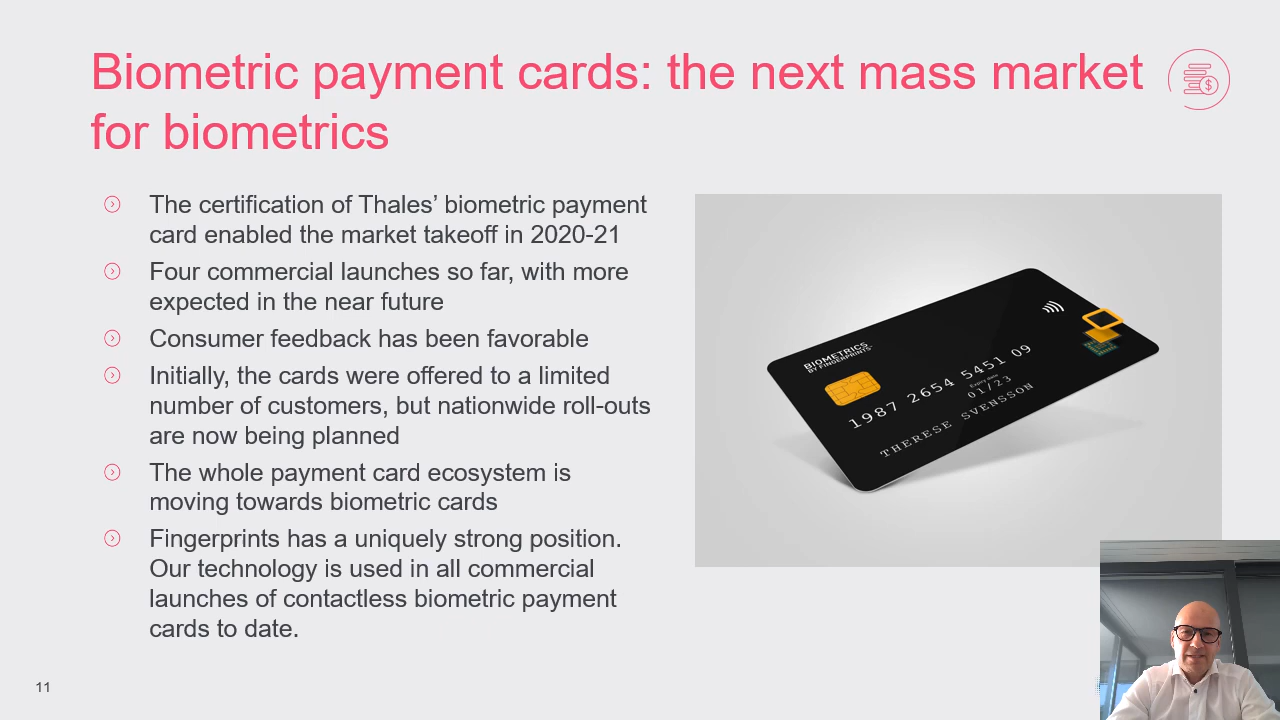 Biometric payment cards: the next mass market
for biometrics
$
The certification of Thales’ biometric payment
card enabled the market takeoff in 2020-21
Four commercial launches so far, with more
expected in the near future
Consumer feedback has been favorable
Initially, the cards were offered to a limited
number of customers, but nationwide roll-outs
are now being planned
The whole payment card ecosystem is
moving towards biometric cards
Fingerprints has a uniquely strong position.
Our technology is used in all commercial
launches of contactless biometric payment
cards to date.
BIOMETRICS
BY FINGERPRINTS
1987 2654 5451 09
Expiry date
01/23
THERESE SVENSSON
11